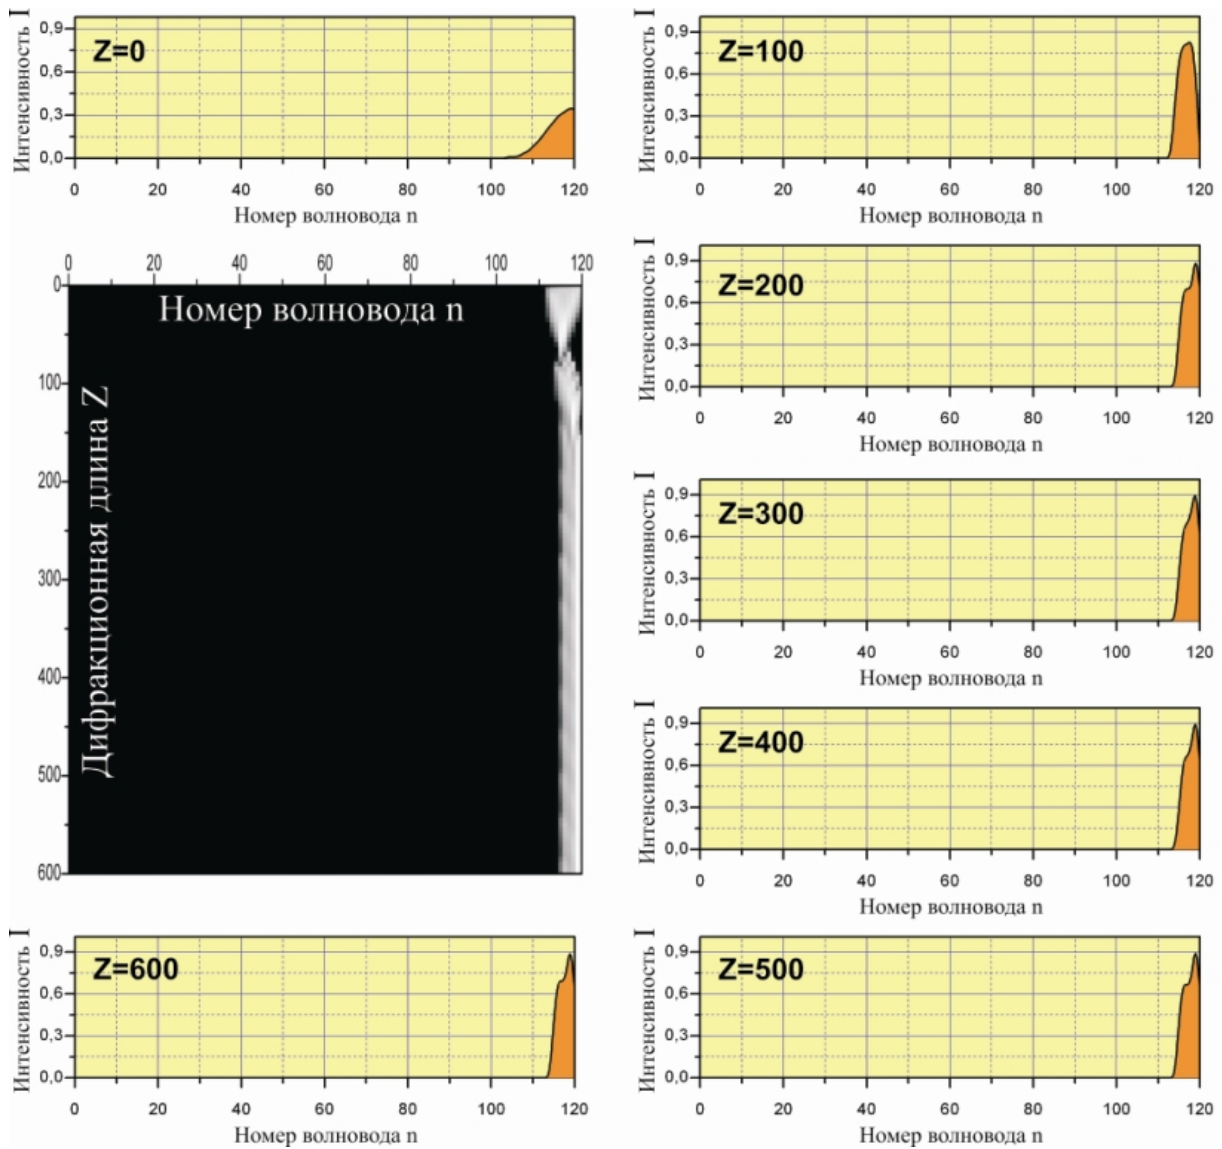 Интенсивность I
0,9
0,6
0,3
0,0
Z=0
0 20 40 60 80 100 120
Номер волновода n
Интенсивность I
0,9
0,6
0,3
0,0
Z=100
0 20 40 60 80 100 120
Номер волновода n
0 20 40 60 80 100 120
Номер волновода n
Дифракционная длина Z
0
100
200
300
400
500
600
Интенсивность I
0,9
0,6
0,3
0,0
Z=200
0 20 40 60 80 100 120
Номер волновода n
Интенсивность I
0,9
0,6
0,3
0,0
Z=300
0 20 40 60 80 100 120
Номер волновода n
Интенсивность I
0,9
0,6
0,3
0,0
Z=400
0 20 40 60 80 100 120
Номер волновода n
Интенсивность I
0,9
0,6
0,3
0,0
Z=600
0 20 40 60 80 100 120
Номер волновода n
Интенсивность I
0,9
0,6
0,3
0,0
Z=500
0 20 40 60 80 100 120
Номер волновода n